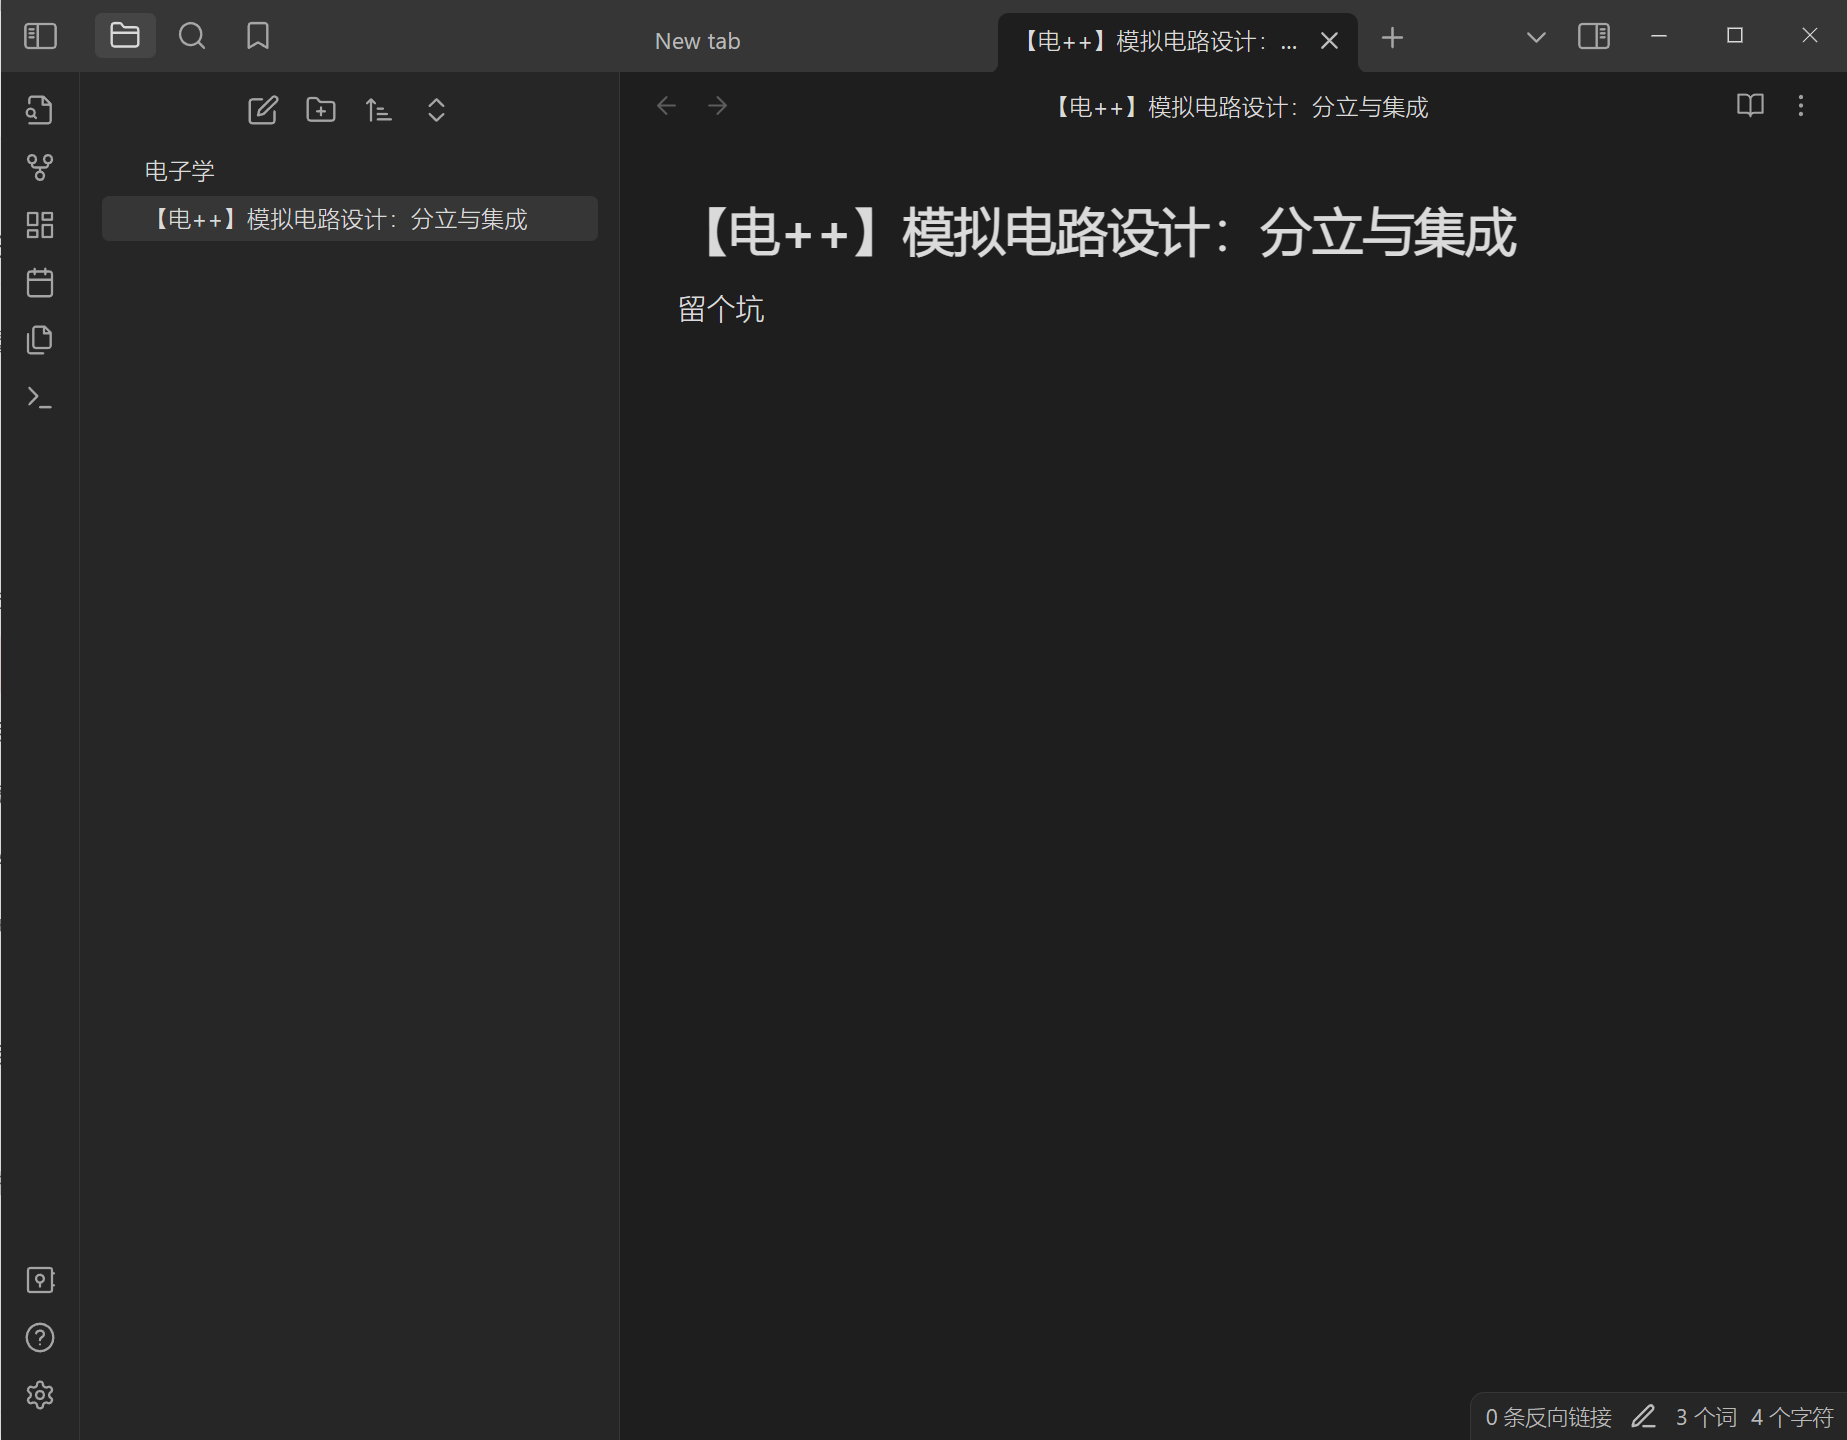 New tab
【电++】模拟电路设计：...
【电++】模拟电路设计：分立与集成
电子学
【电++】模拟电路设计：分立与集成
【电++】模拟电路设计：分立与集成
留个坑
0 条反向链接 3 个词 4 个字符